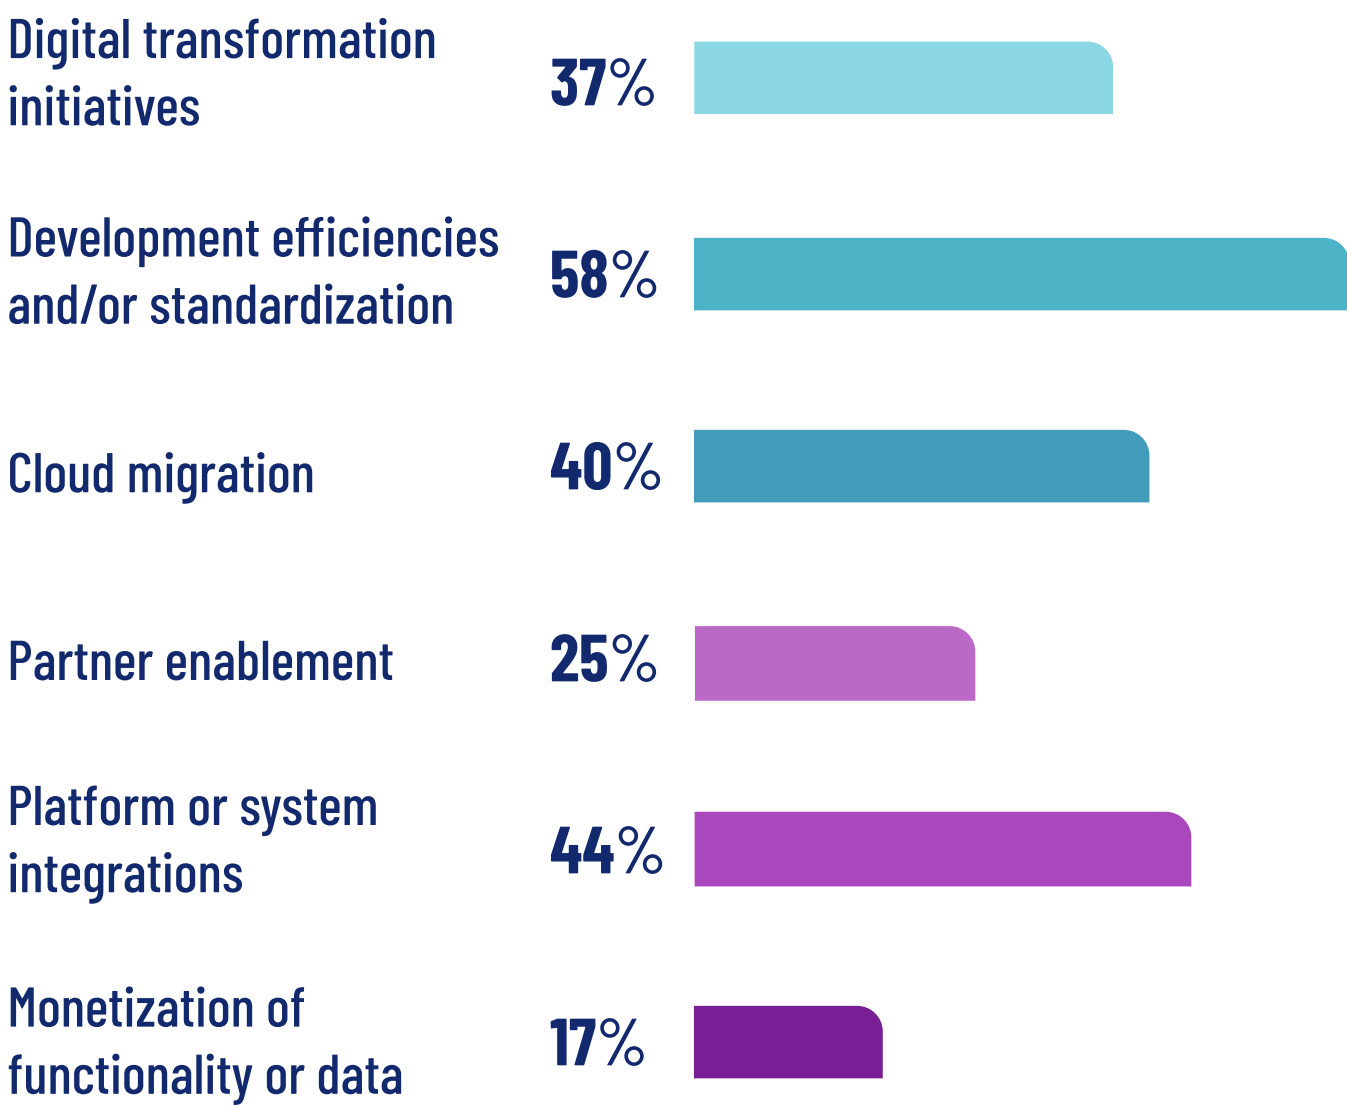 Digital transformation
initiatives
37%
Development efficiencies
and/or standardization
58%
Cloud migration
40%
Partner enablement
25%
Platform or system
integrations
44%
Monetization of
functionality or data
17%